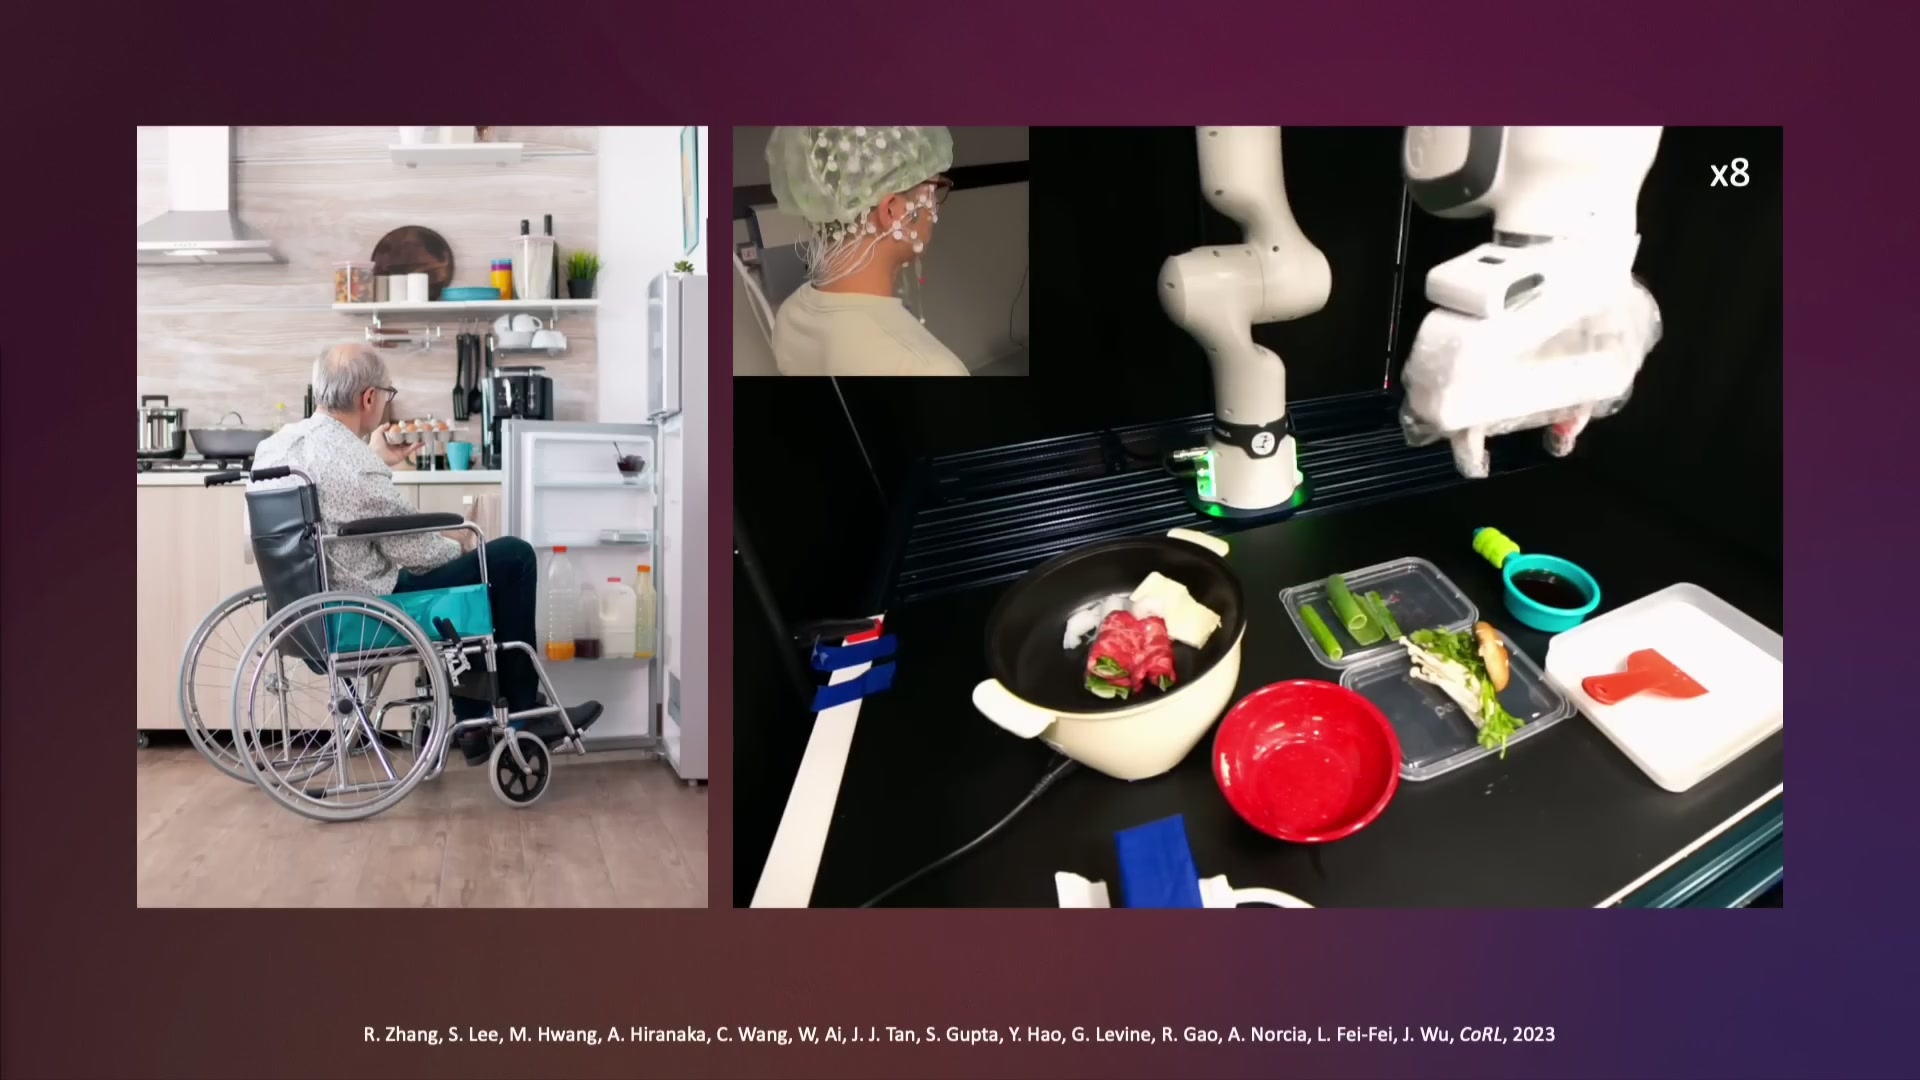 x8
R. Zhang, S. Lee, M. Hwang, A. Hiranaka, C. Wang, W, Ai, J. J. Tan, S. Gupta, Y. Hao, G. Levine, R. Gao, A. Norcia, L. Fei-Fei, J. Wu, CoRL, 2023